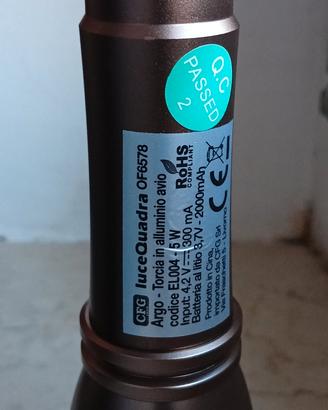 Q.C
PASSED
2
CFG luceQuadra OF6578
Argo - Torcia in alluminio avio
codice EL004 - 5 W
Input: 4,2 V 300 mA
Batteria al litio 3,7V - 2000mAh
Prodotto in Cina,
importato da CFG Srl
RoHS
COMPLIANT
CE